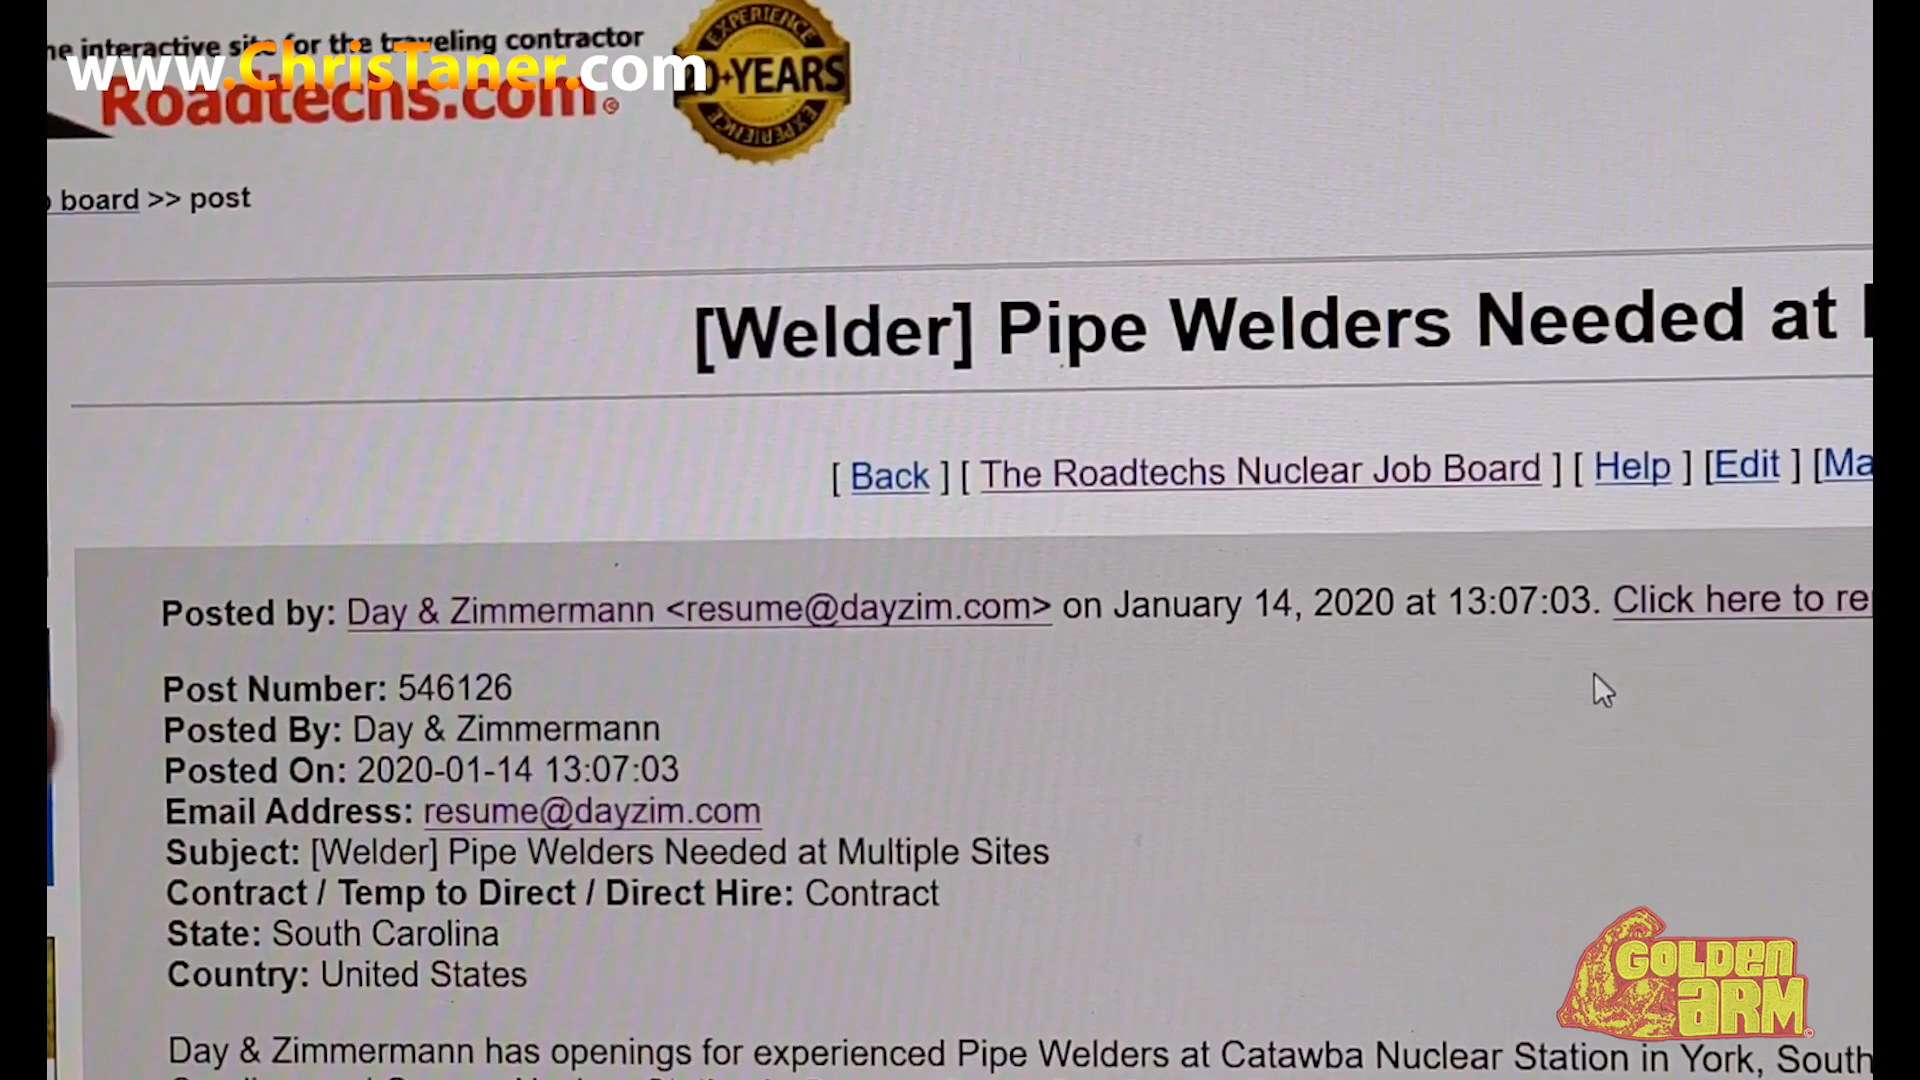 he interactive site for the traveling contractor
www.ChrisTaner.com
Roadtechs.com
EXPERIENCE
0+YEARS
EXPERIENCE
board >> post
[Welder] Pipe Welders Needed at
[ Back ] [ The Roadtechs Nuclear Job Board ] [ Help ] [Edit ] [Ma
Posted by: Day & Zimmermann <resume@dayzim.com> on January 14, 2020 at 13:07:03. Click here to re
Post Number: 546126
Posted By: Day & Zimmermann
Posted On: 2020-01-14 13:07:03
Email Address: resume@dayzim.com
Subject: [Welder] Pipe Welders Needed at Multiple Sites
Contract / Temp to Direct / Direct Hire: Contract
State: South Carolina
Country: United States
Day & Zimmermann has openings for experienced Pipe Welders at Catawba Nuclear Station in York, South
GOLDEN
ARM